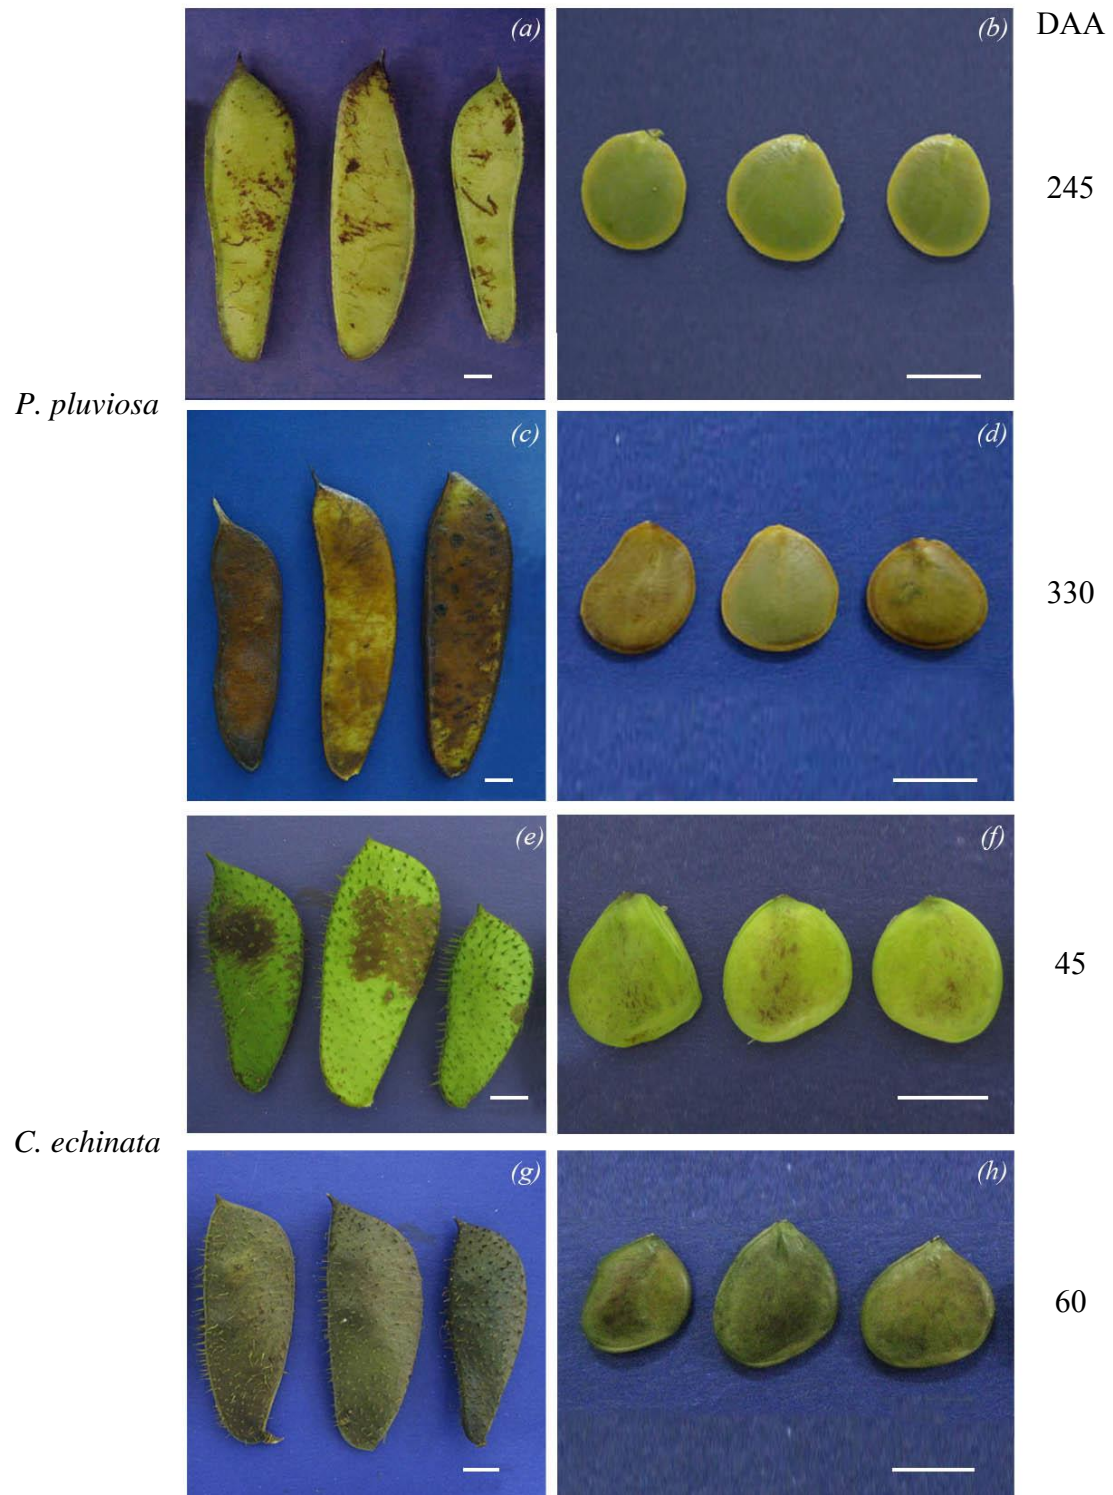 (a)
(b)
DAA
245
P. pluviosa
(c)
(d)
330
(e)
(f)
45
C. echinata
(g)
(h)
60